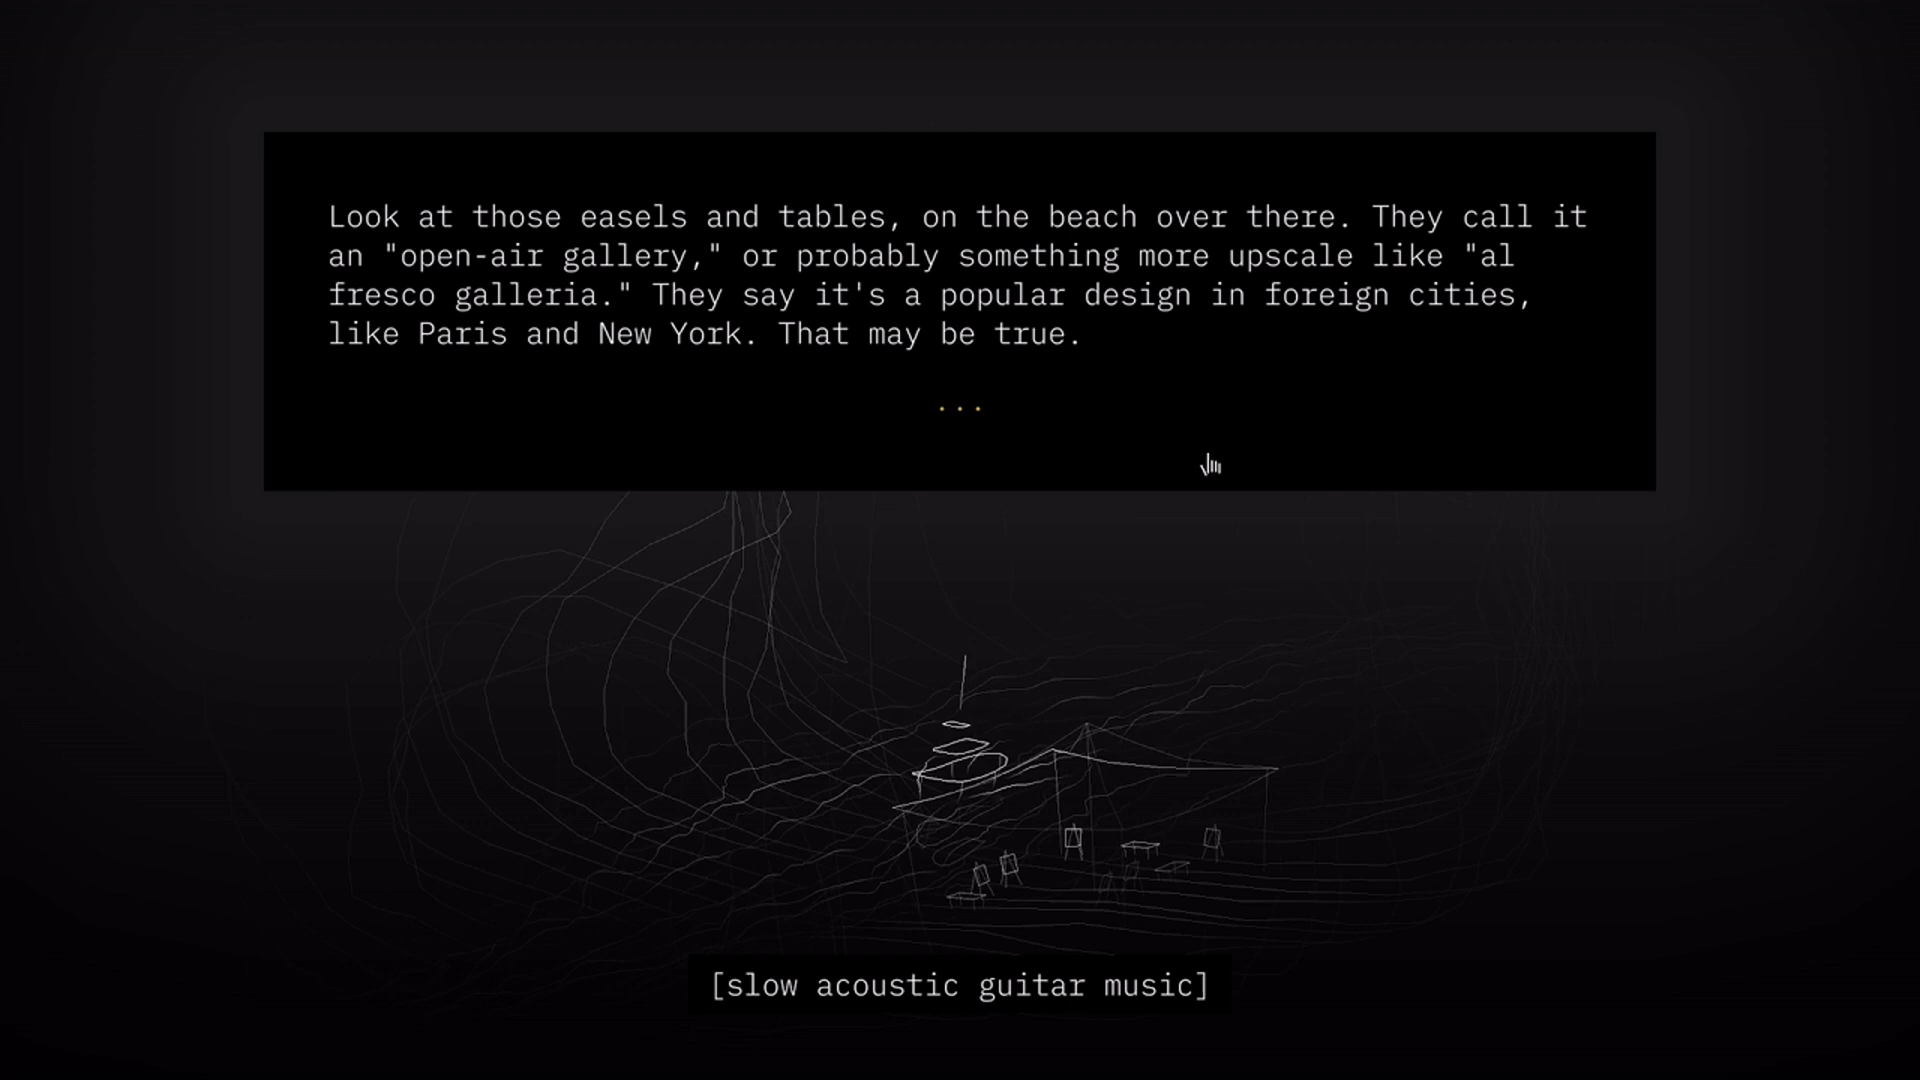 Look at those easels and tables, on the beach over there. They call it
an "open-air gallery," or probably something more upscale like "al
fresco galleria." They say it's a popular design in foreign cities,
like Paris and New York. That may be true.
...
[slow acoustic guitar music]